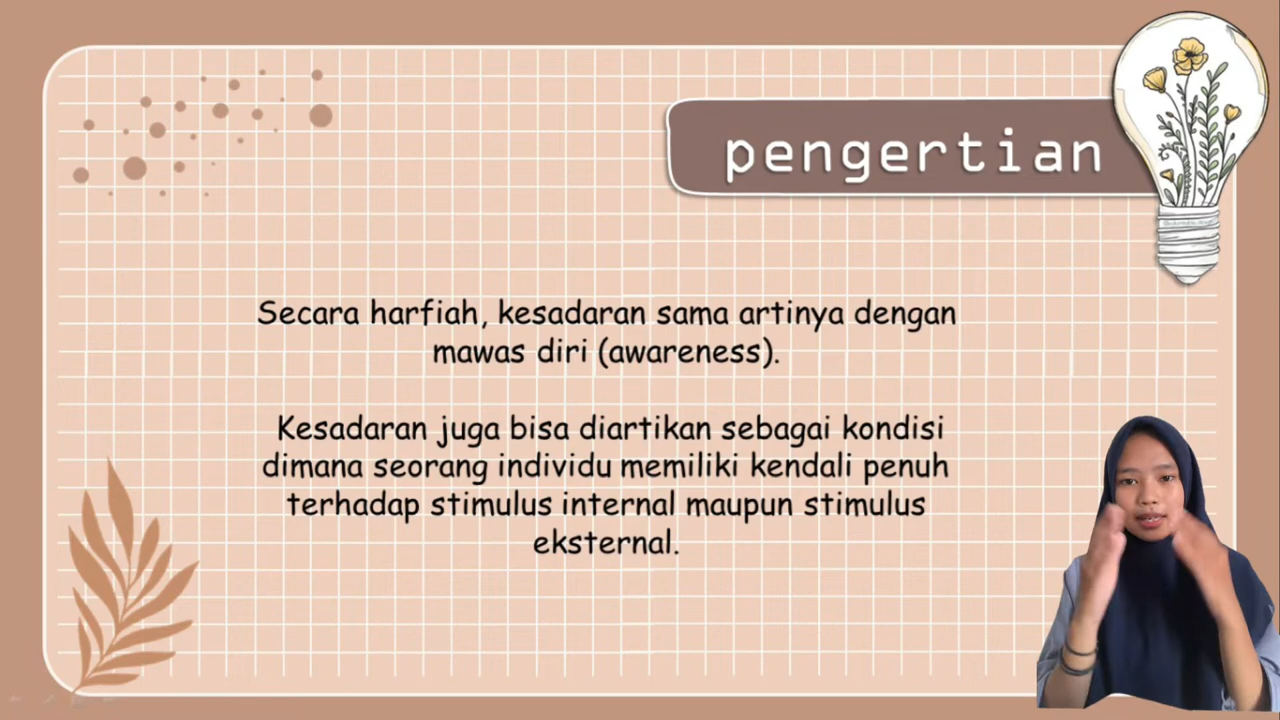 pengertian
Secara harfiah, kesadaran sama artinya dengan
mawas diri (awareness).
Kesadaran juga bisa diartikan sebagai kondisi
dimana seorang individu memiliki kendali penuh
terhadap stimulus internal maupun stimulus
eksternal.